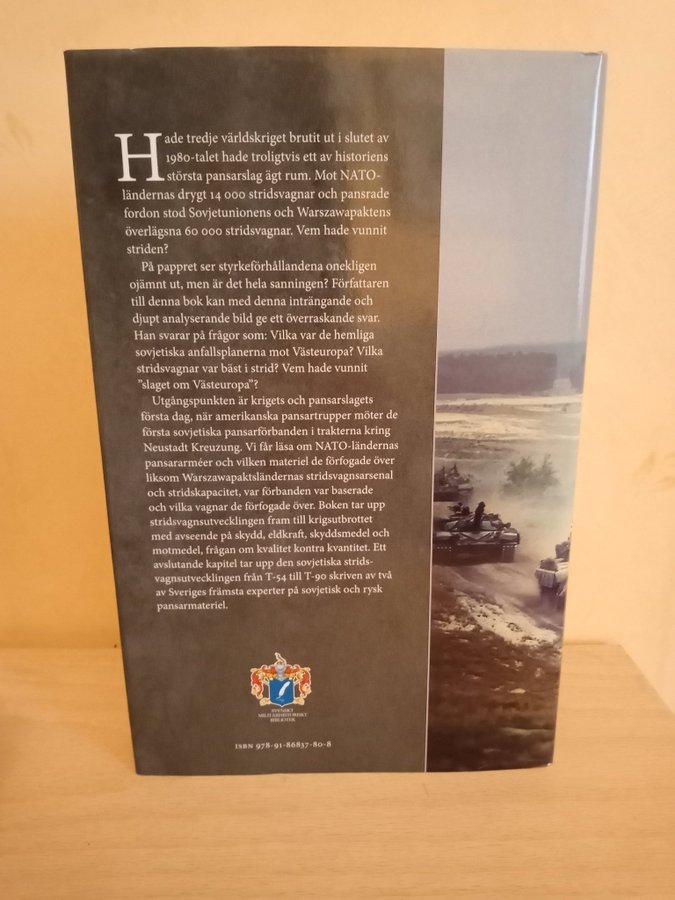 Hade tredje världskriget brutit ut i slutet av
1980-talet hade troligtvis ett av historiens
största pansarslag ägt rum. Mot NATO-
ländernas drygt 14 000 stridsvagnar och pansrade
fordon stod Sovjetunionens och Warszawapaktens
överlägsna 60 000 stridsvagnar. Vem hade vunnit
striden?
På pappret ser styrkeförhållandena onekligen
ojämnt ut, men är det hela sanningen? Författaren
till denna bok kan med denna inträngande och
djupt analyserande bild ge ett överraskande svar.
Han svarar på frågor som: Vilka var de hemliga
sovjetiska anfallsplanerna mot Västeuropa? Vilka
stridsvagnar var bäst i strid? Vem hade vunnit
”slaget om Västeuropa”?
Utgångspunkten är krigets och pansarslagets
första dag, när amerikanska pansartrupper möter de
första sovjetiska pansarförbanden i trakterna kring
Neustadt Kreuzung. Vi får läsa om NATO-ländernas
pansararméer och vilken materiel de förfogade över
liksom Warszawapaktsländernas stridsvagnsarsenal
och stridskapacitet, var förbanden var baserade
och vilka vagnar de förfogade över. Boken tar upp
stridsvagnsutvecklingen fram till krigsutbrottet
med avseende på skydd, eldkraft, skyddsmedel och
motmedel, frågan om kvalitet kontra kvantitet. Ett
avslutande kapitel tar upp den sovjetiska strids-
vagnsutvecklingen från T-54 till T-90 skriven av två
av Sveriges främsta experter på sovjetisk och rysk
pansarmateriel.
SVENSKT
MILITÄRHISTORISKT
BIBLIOTEK
ISBN 978-91-86837-80-8